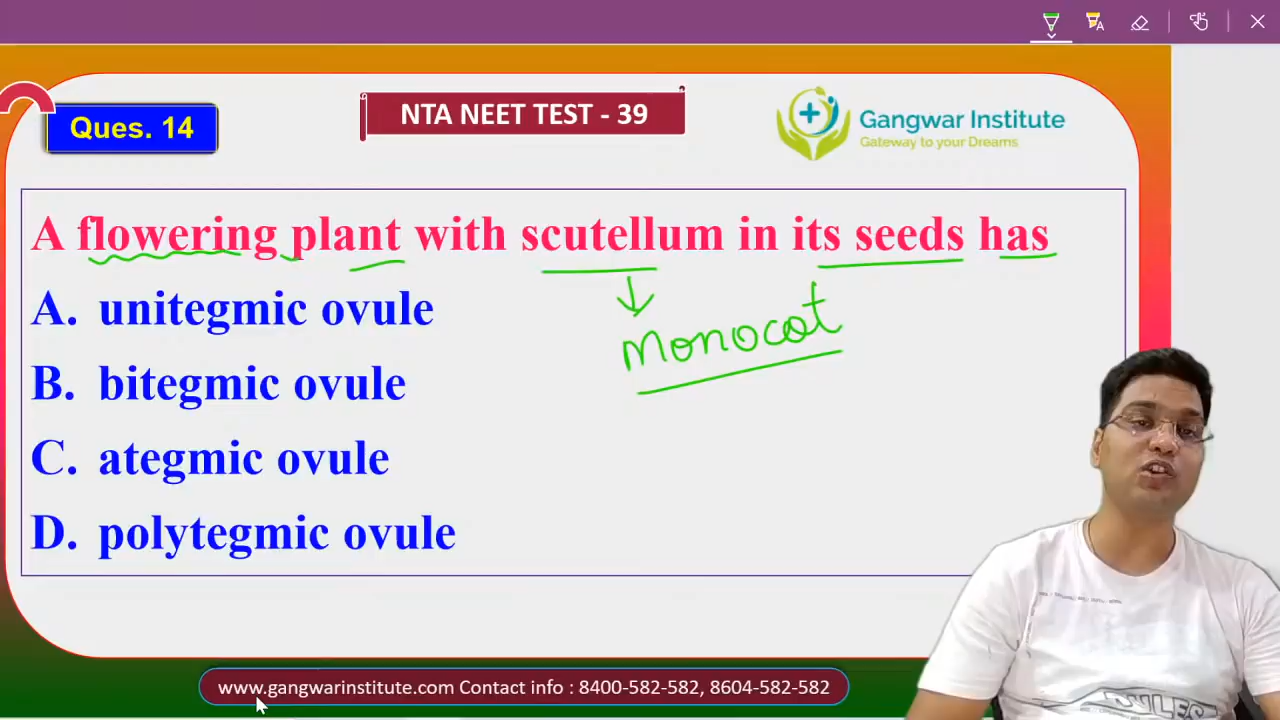 Ques. 14
NTA NEET TEST - 39
Gangwar Institute
Gateway to your Dreams
A flowering plant with scutellum in its seeds has
A. unitegmic ovule
Monocot
B. bitegmic ovule
C. ategmic ovule
D. polytegmic ovule
www.gangwarinstitute.com Contact info : 8400-582-582, 8604-582-582